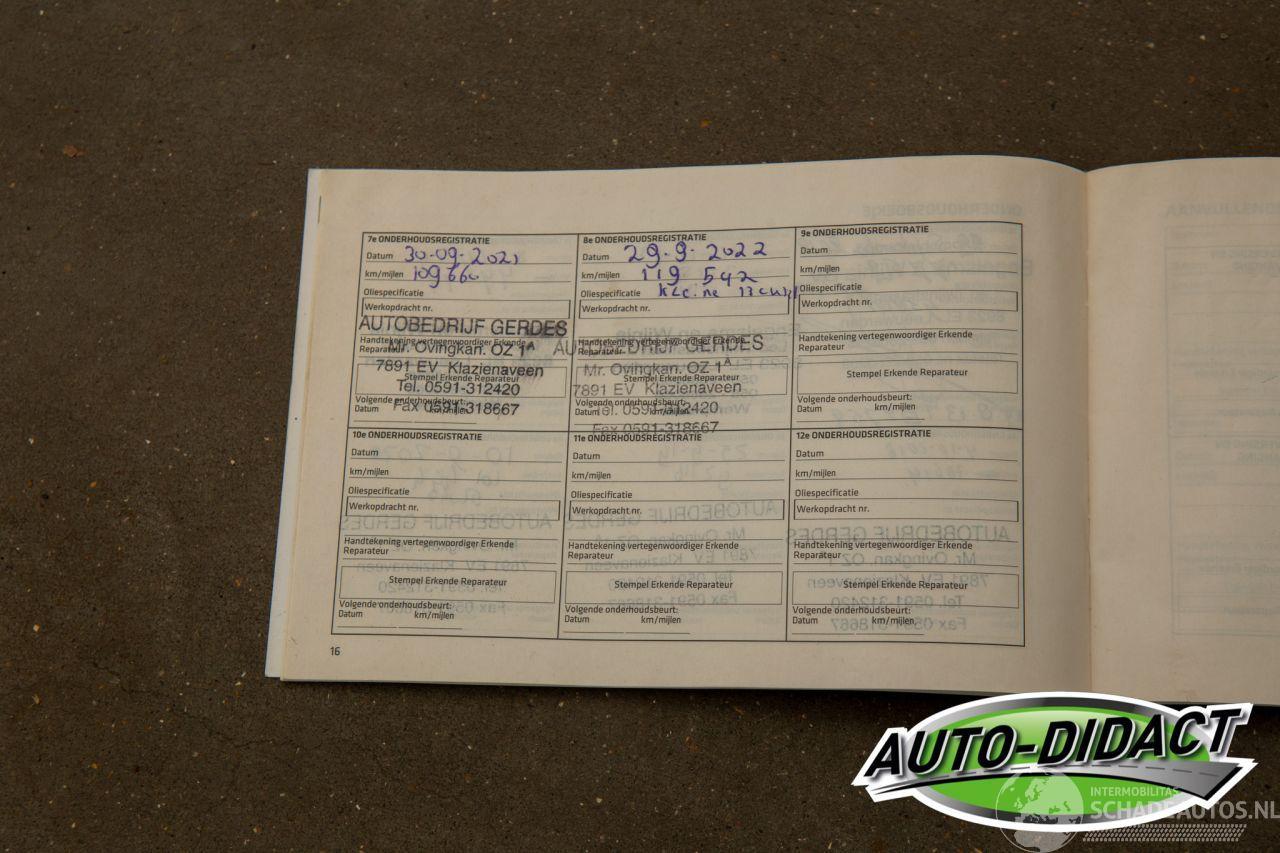 7e ONDERHOUDSREGISTRATIE
Datum 30-09-2021
km/mijlen 109660
Oliespecificatie
Werkopdracht nr.
AUTOBEDRIJF GERDES
Handtekening vertegenwoordiger Erkende
Reparateur
Mr. Ovingkan. OZ 1A
7891 EV Klazienaveen
Stempel Erkende Reparateur
Tel. 0591-312420
Volgende onderhoudsbeurt:
Fax 0591-318667
Datum km/mijlen
8e ONDERHOUDSREGISTRATIE
Datum 29-9-2022
km/mijlen 119 542
Oliespecificatie
Werkopdracht nr.
AUTOBEDRIJF GERDES
Handtekening vertegenwoordiger Erkende
Reparateur
Mr. Ovingkan. OZ 1A
Stempel Erkende Reparateur
7891 EV Klazienaveen
Volgende onderhoudsbeurt:
Tel. 0591-312420
Datum km/mijlen
Fax 0591-318667
9e ONDERHOUDSREGISTRATIE
Datum
km/mijlen
Oliespecificatie
Werkopdracht nr.
Handtekening vertegenwoordiger Erkende
Reparateur
Stempel Erkende Reparateur
Volgende onderhoudsbeurt:
Datum km/mijlen
10e ONDERHOUDSREGISTRATIE
Datum
km/mijlen
Oliespecificatie
Werkopdracht nr.
Handtekening vertegenwoordiger Erkende
Reparateur
Stempel Erkende Reparateur
Volgende onderhoudsbeurt:
Datum km/mijlen
11e ONDERHOUDSREGISTRATIE
Datum
km/mijlen
Oliespecificatie
Werkopdracht nr.
Handtekening vertegenwoordiger Erkende
Reparateur
Stempel Erkende Reparateur
Volgende onderhoudsbeurt:
Datum km/mijlen
12e ONDERHOUDSREGISTRATIE
Datum
km/mijlen
Oliespecificatie
Werkopdracht nr.
Handtekening vertegenwoordiger Erkende
Reparateur
Stempel Erkende Reparateur
Volgende onderhoudsbeurt:
Datum km/mijlen
16
AUTO-DIDACT
INTERMOBILITAS
SCHADEAUTOS.NL